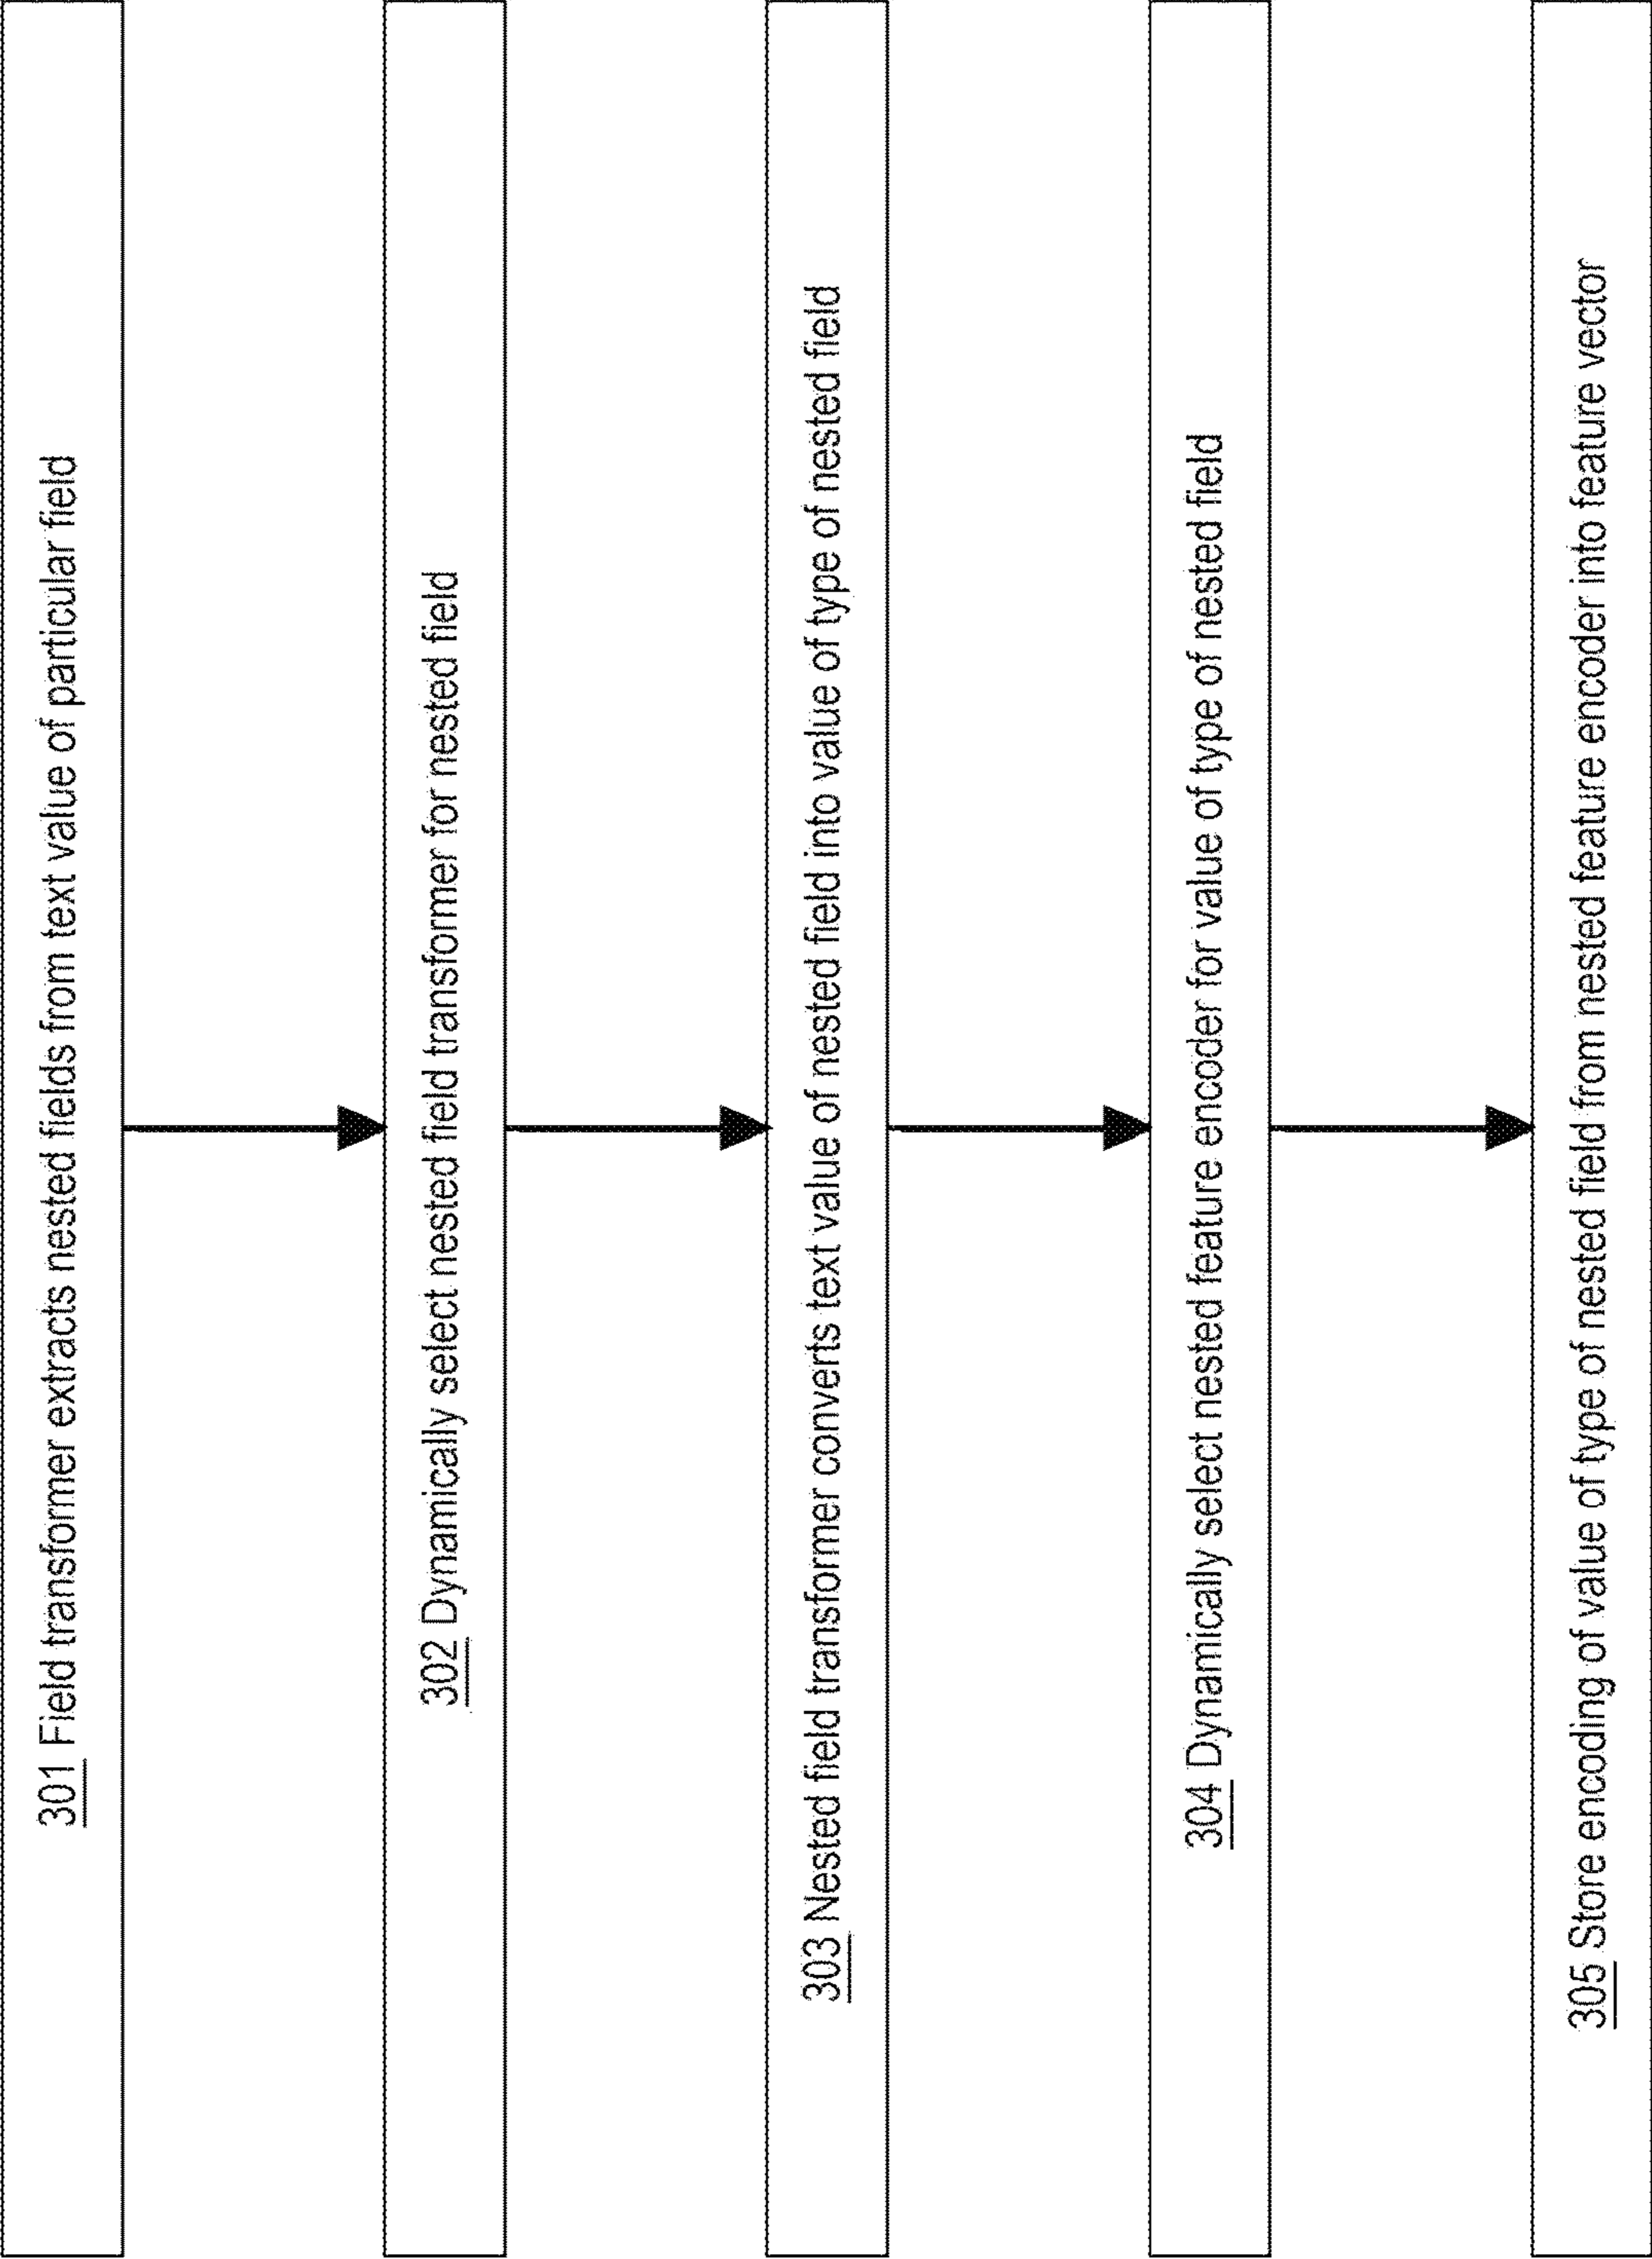 301 Field transformer extracts nested fields from text value of particular field
302 Dynamically select nested field transformer for nested field
303 Nested field transformer converts text value of nested field into value of type of nested field
304 Dynamically select nested feature encoder for value of type of nested field
305 Store encoding of value of type of nested field from nested feature encoder into feature vector